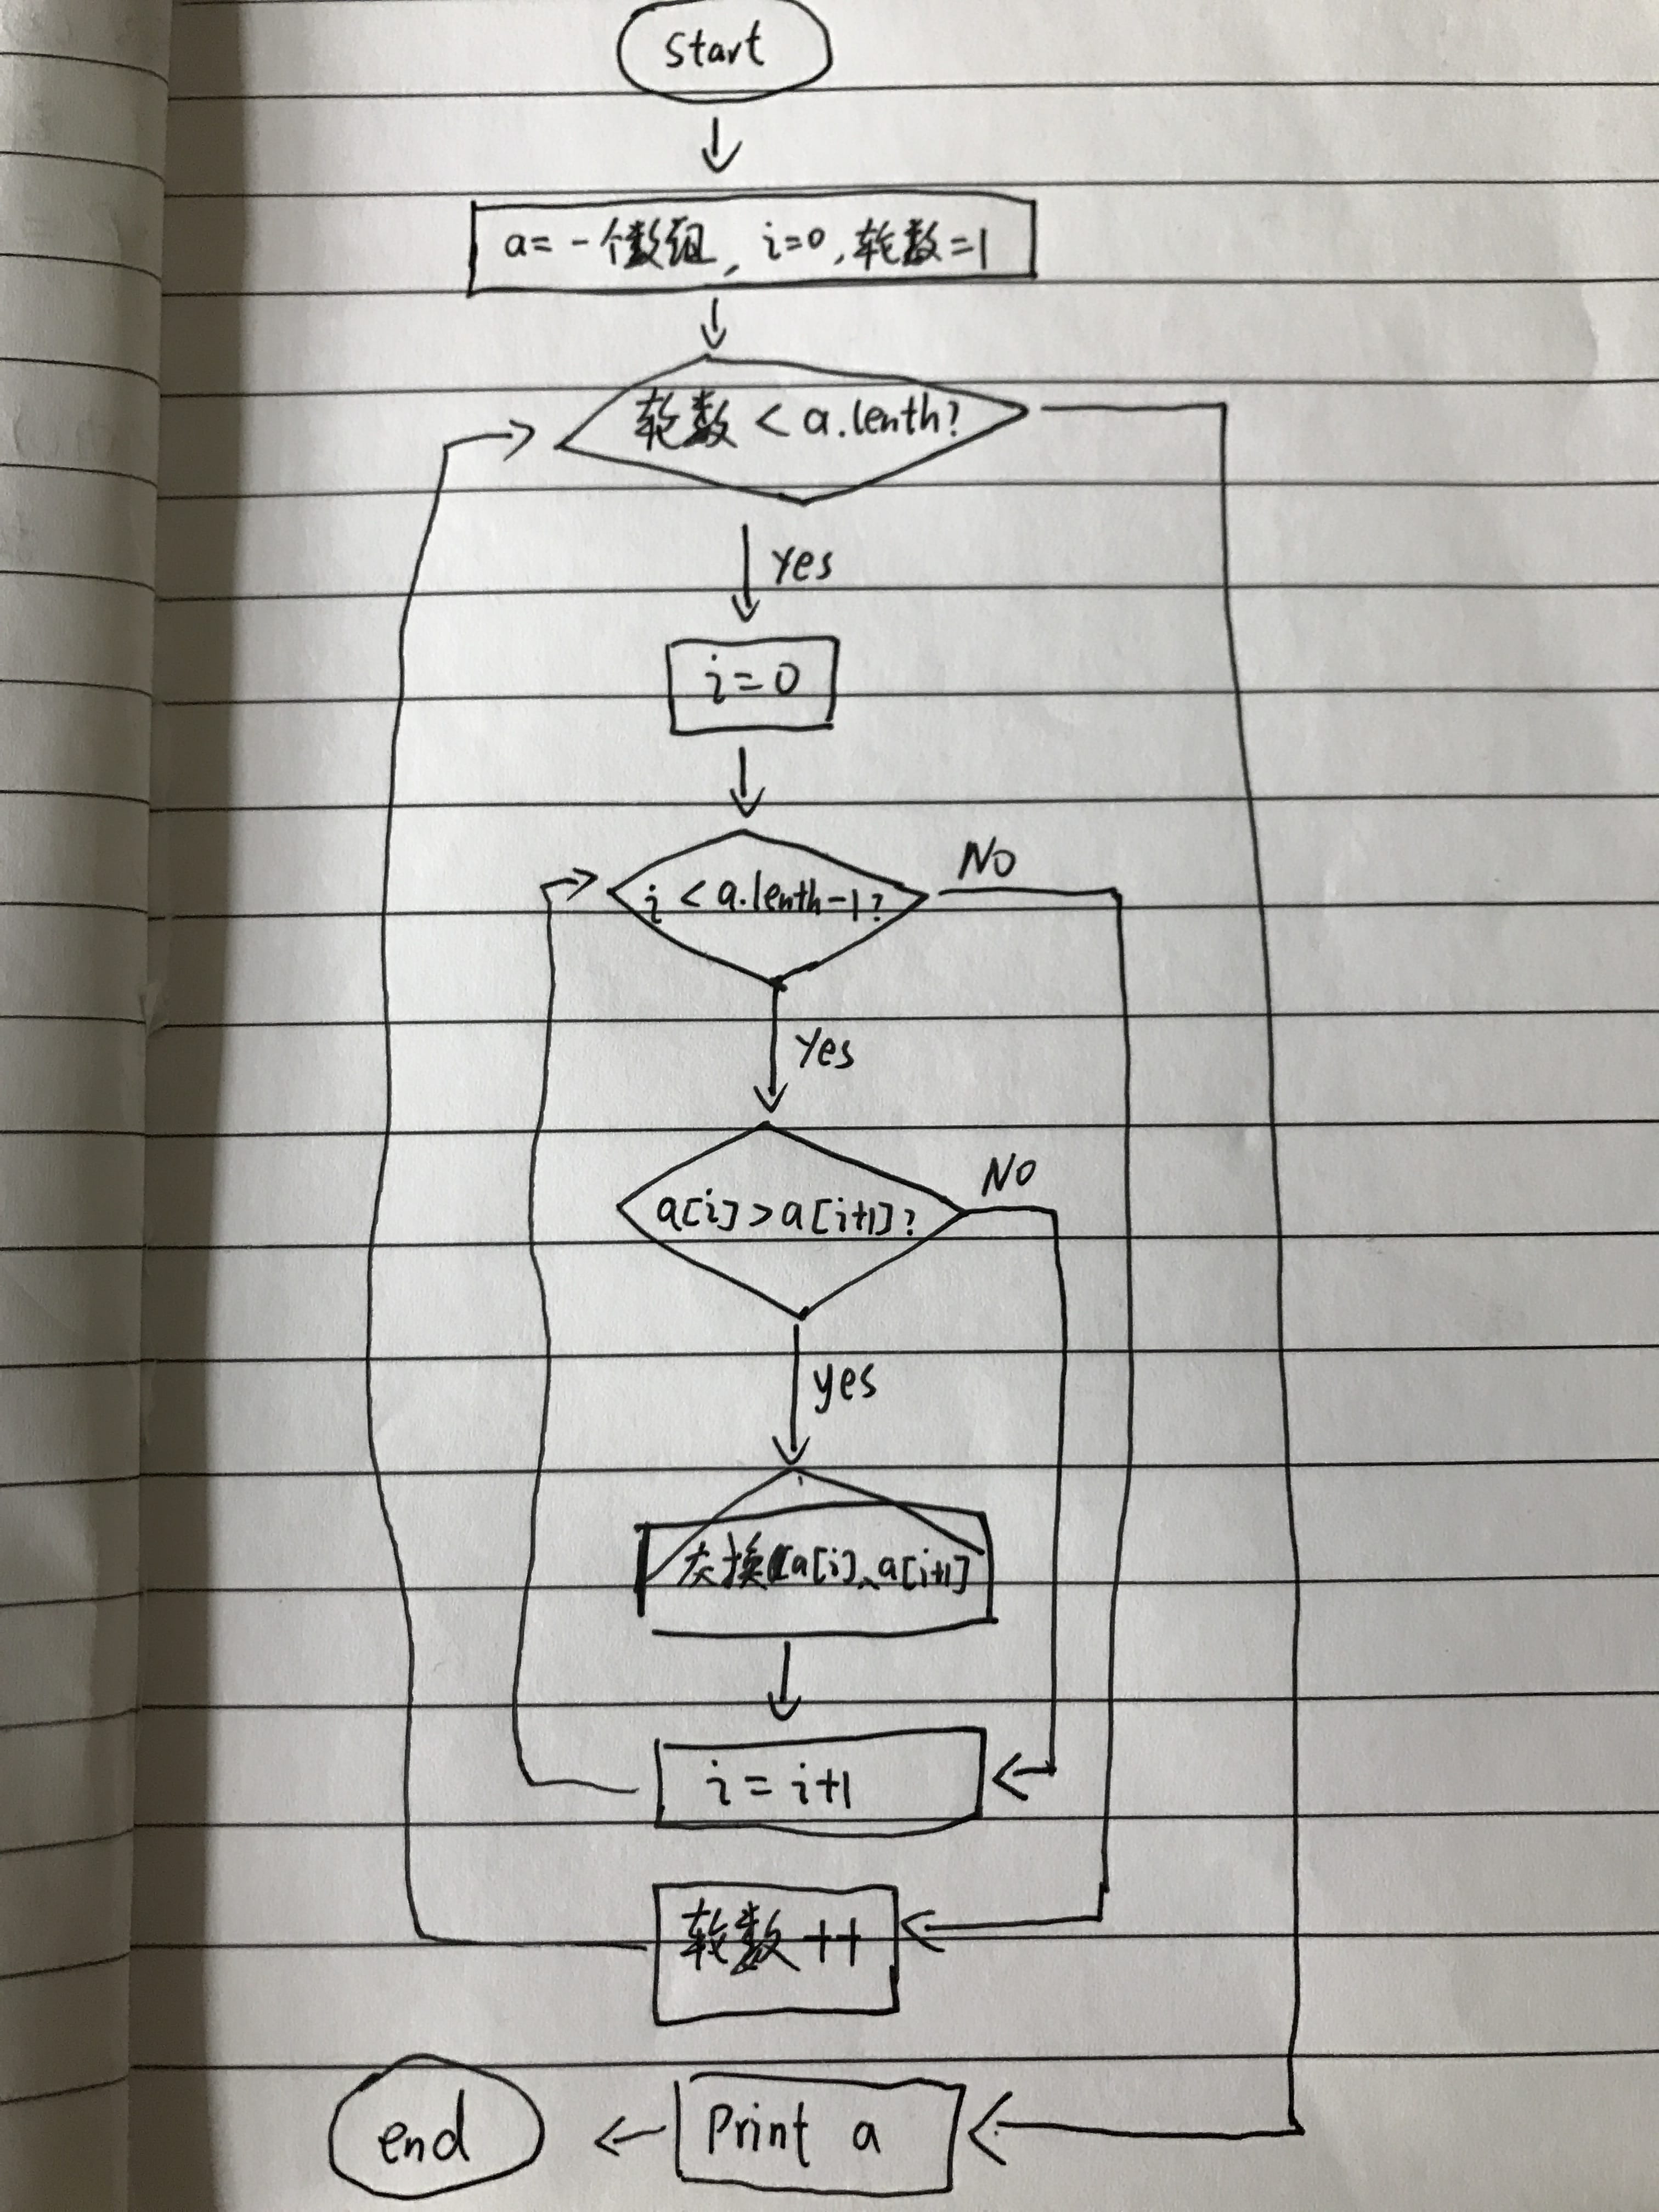 start
a=一个数组, i=0,轮数=1
轮数 < a.lenth?
Yes
i=0
i < a.lenth-1?
NO
Yes
a[i]>a[i+1]?
NO
yes
交换[a[i]、a[i+1]
i = i+1
轮数 ++
Print a
end